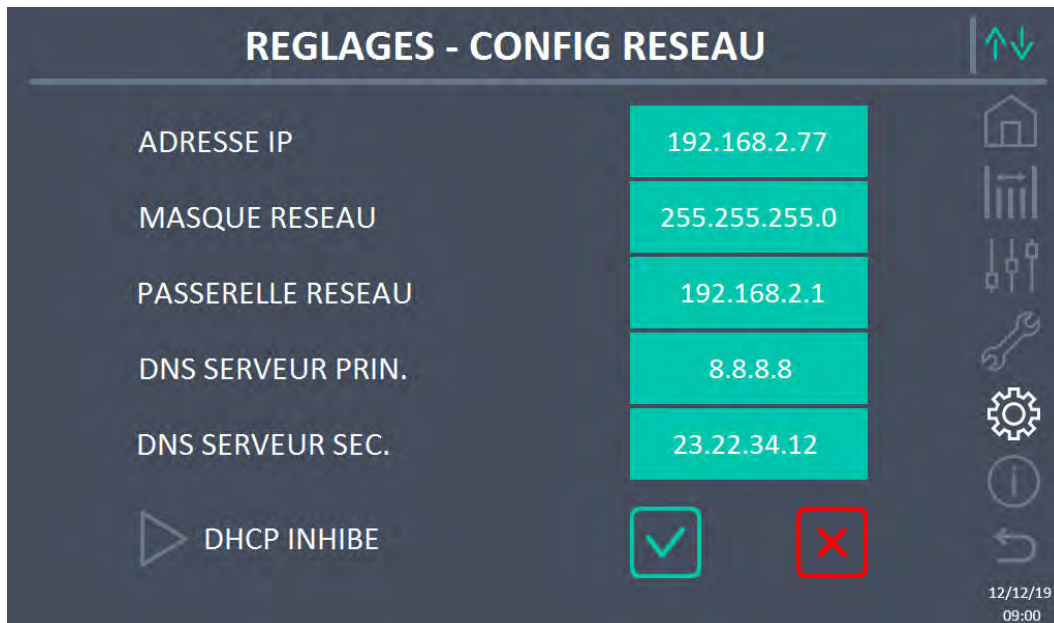 REGLAGES - CONFIG RESEAU
ADRESSE IP 192.168.2.77
MASQUE RESEAU 255.255.255.0
PASSERELLE RESEAU 192.168.2.1
DNS SERVEUR PRIN. 8.8.8.8
DNS SERVEUR SEC. 23.22.34.12
DHCP INHIBE
12/12/19
09:00